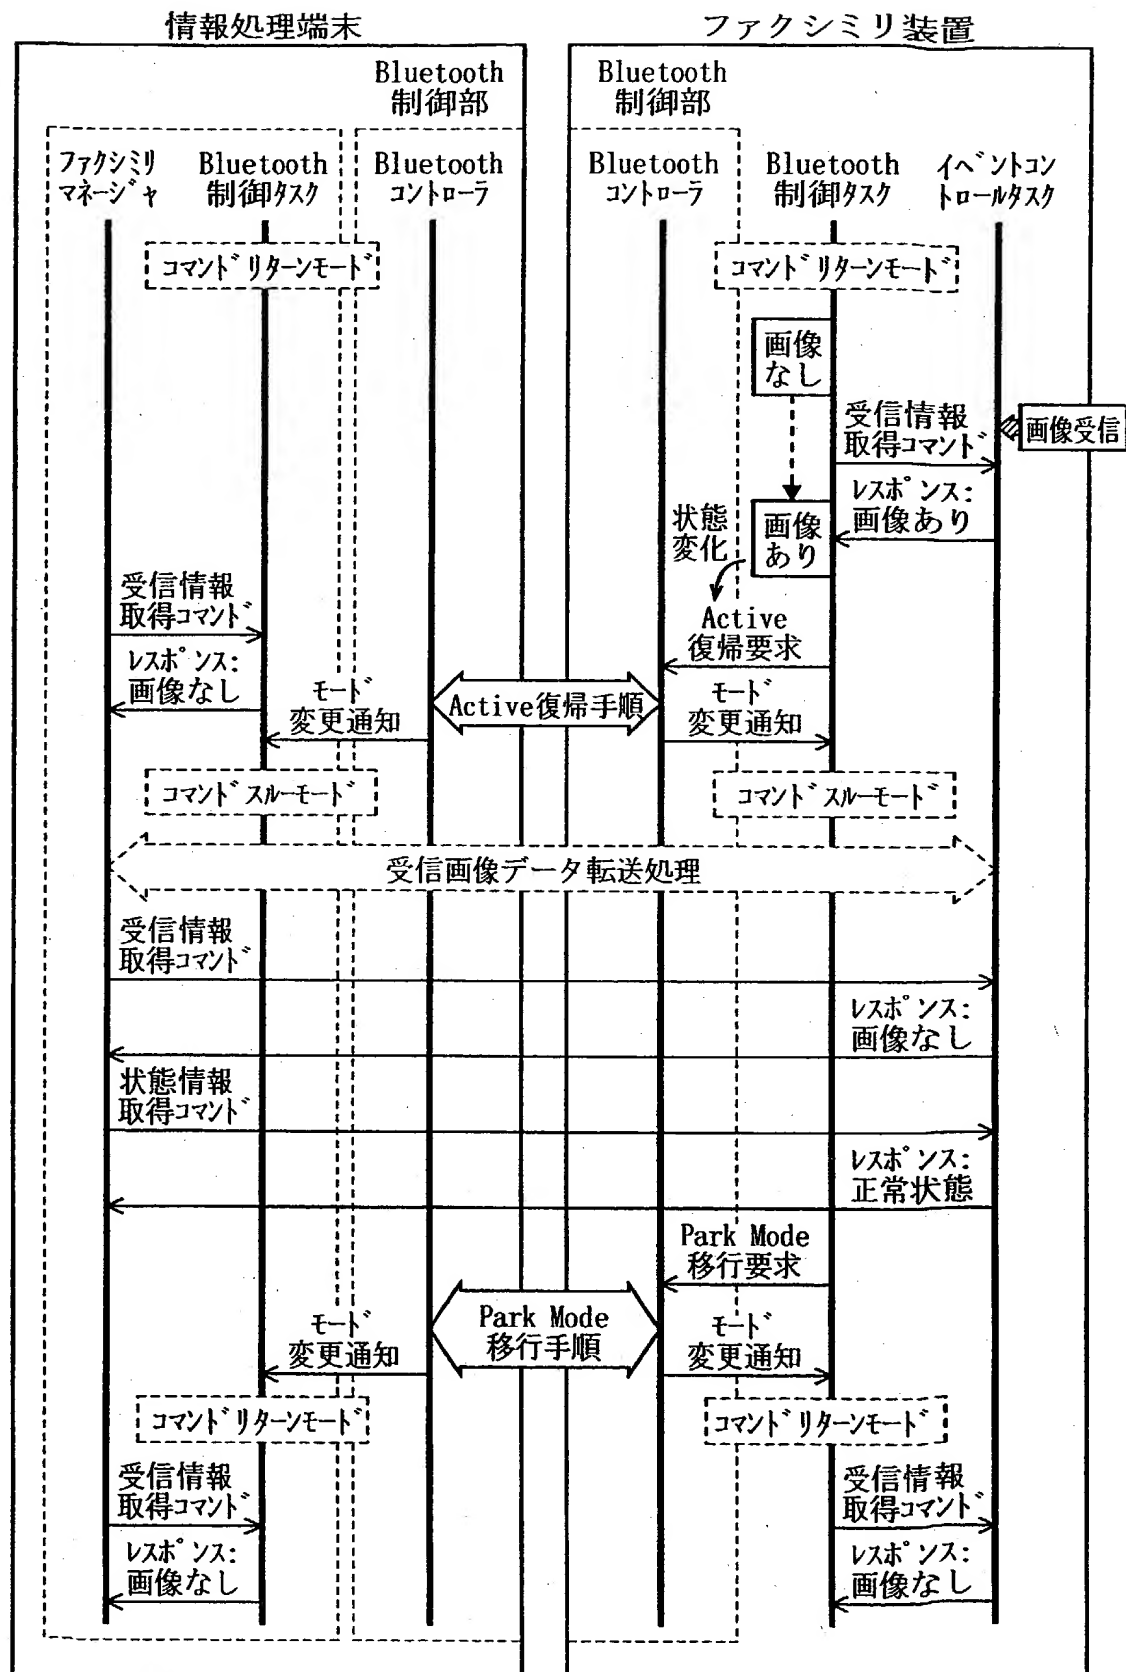 情報処理端末
ファクシミリ装置
Bluetooth
制御部
Bluetooth
制御部
ﾌｧｸｼﾐﾘ
ﾏﾈｰｼﾞｬ
Bluetooth
制御ﾀｽｸ
Bluetooth
ｺﾝﾄﾛｰﾗ
Bluetooth
ｺﾝﾄﾛｰﾗ
Bluetooth
制御ﾀｽｸ
ｲﾍﾞﾝﾄｺﾝ
ﾄﾛｰﾙﾀｽｸ
ｺﾏﾝﾄﾞﾘﾀｰﾝﾓｰﾄﾞ
ｺﾏﾝﾄﾞﾘﾀｰﾝﾓｰﾄﾞ
画像
なし
画像受信
受信情報
取得ｺﾏﾝﾄﾞ
ﾚｽﾎﾟﾝｽ:
画像あり
状態
変化
画像
あり
受信情報
取得ｺﾏﾝﾄﾞ
Active
復帰要求
ﾚｽﾎﾟﾝｽ:
画像なし
ﾓｰﾄﾞ
変更通知
Active復帰手順
ﾓｰﾄﾞ
変更通知
ｺﾏﾝﾄﾞｽﾙｰﾓｰﾄﾞ
ｺﾏﾝﾄﾞｽﾙｰﾓｰﾄﾞ
受信画像データ転送処理
受信情報
取得ｺﾏﾝﾄﾞ
ﾚｽﾎﾟﾝｽ:
画像なし
状態情報
取得ｺﾏﾝﾄﾞ
ﾚｽﾎﾟﾝｽ:
正常状態
Park Mode
移行要求
ﾓｰﾄﾞ
変更通知
Park Mode
移行手順
ﾓｰﾄﾞ
変更通知
ｺﾏﾝﾄﾞﾘﾀｰﾝﾓｰﾄﾞ
ｺﾏﾝﾄﾞﾘﾀｰﾝﾓｰﾄﾞ
受信情報
取得ｺﾏﾝﾄﾞ
受信情報
取得ｺﾏﾝﾄﾞ
ﾚｽﾎﾟﾝｽ:
画像なし
ﾚｽﾎﾟﾝｽ:
画像なし